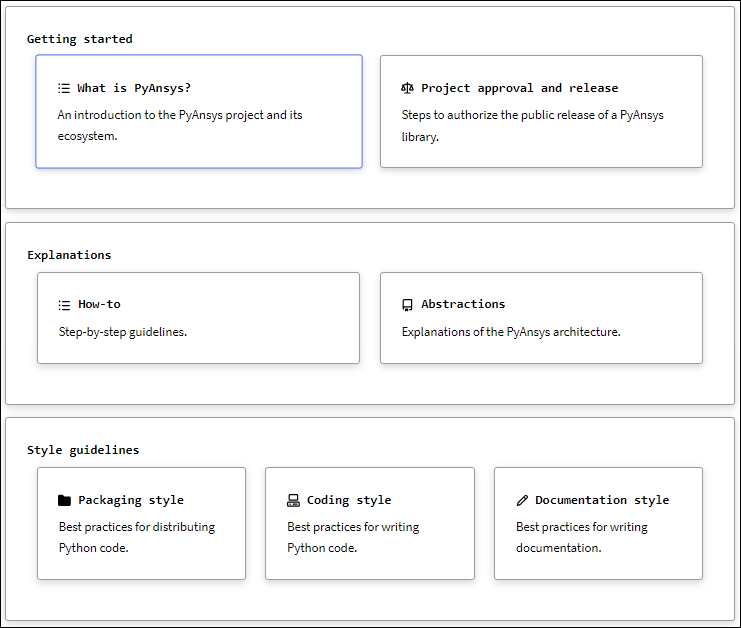 Getting started
What is PyAnsys?
An introduction to the PyAnsys project and its
ecosystem.
Project approval and release
Steps to authorize the public release of a PyAnsys
library.
Explanations
How-to
Step-by-step guidelines.
Abstractions
Explanations of the PyAnsys architecture.
Style guidelines
Packaging style
Best practices for distributing
Python code.
Coding style
Best practices for writing
Python code.
Documentation style
Best practices for writing
documentation.